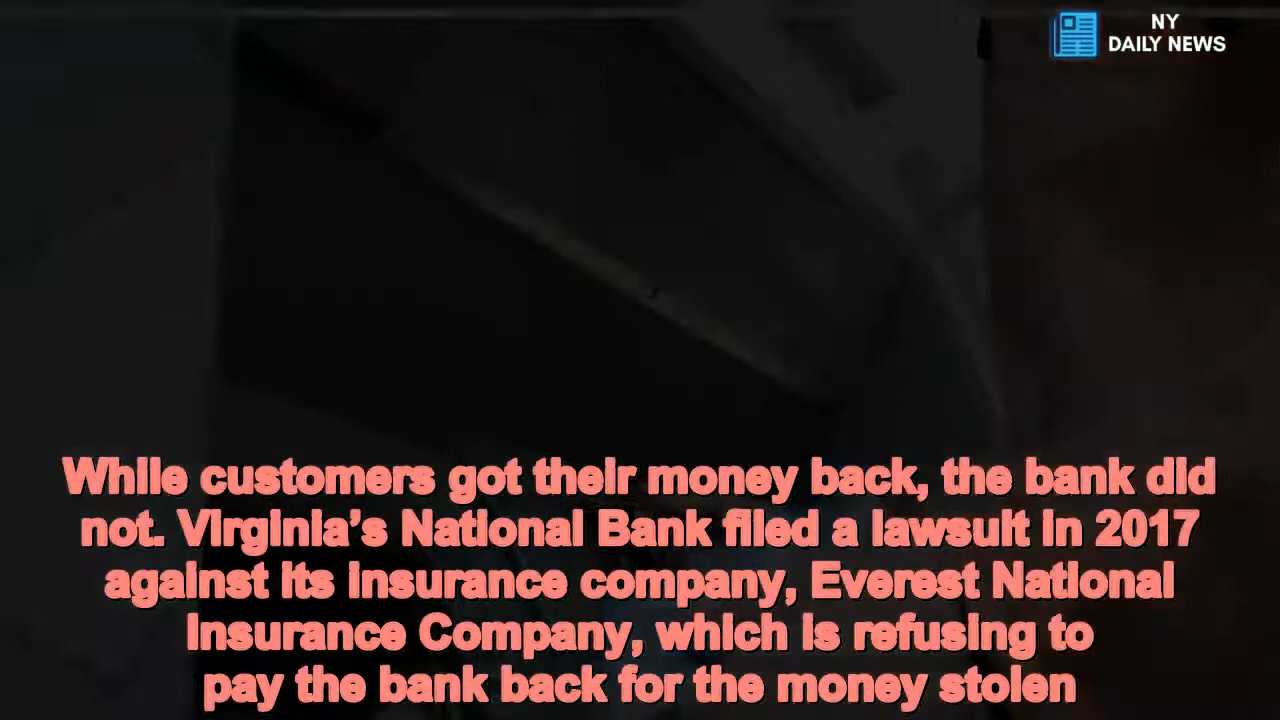 NY
DAILY NEWS
While customers got their money back, the bank did
not. Virginia’s National Bank filed a lawsuit in 2017
against its insurance company, Everest National
Insurance Company, which is refusing to
pay the bank back for the money stolen